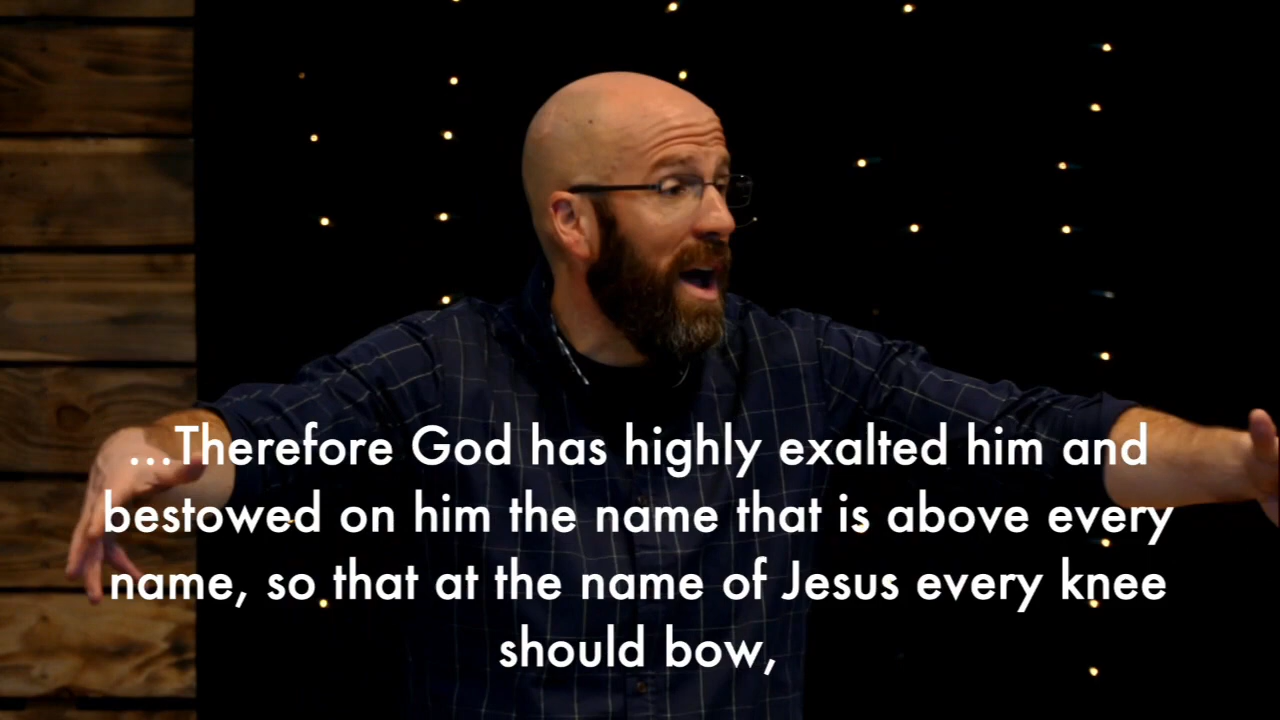 ...Therefore God has highly exalted him and
bestowed on him the name that is above every
name, so that at the name of Jesus every knee
should bow,